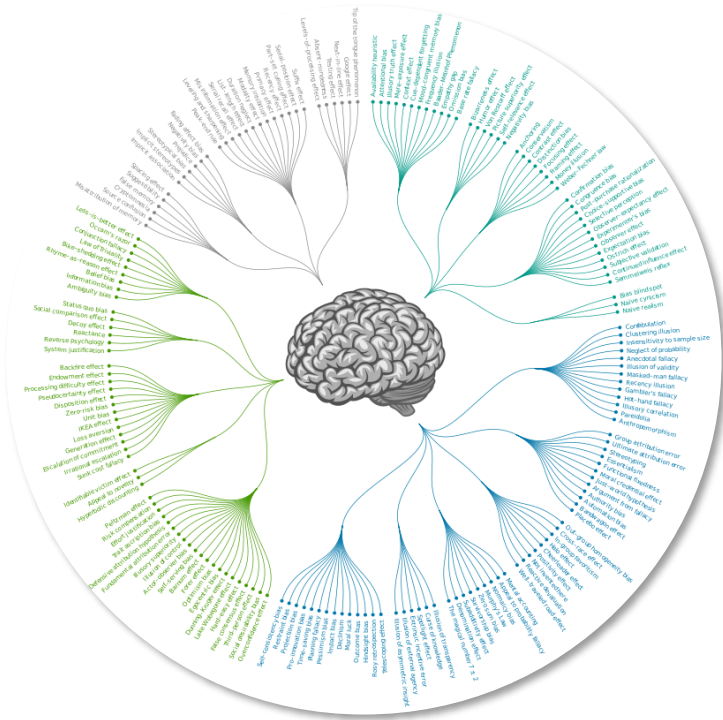 Availability heuristic
Attentional bias
Illusory truth effect
Mere-exposure effect
Context effect
Cue-dependent forgetting
Mood-congruent memory bias
Frequency illusion
Baader-Meinhof Phenomenon
Empathy gap
Omission bias
Base rate fallacy
Bizarreness effect
Humor effect
Von Restorff effect
Picture superiority effect
Self-reference effect
Negativity bias
Anchoring
Conservatism
Contrast effect
Distinction bias
Focusing effect
Framing effect
Money illusion
Weber-Fechner law
Confirmation bias
Congruence bias
Post-purchase rationalization
Choice-supportive bias
Selective perception
Observer-expectancy effect
Experimenter's bias
Observer effect
Expectation bias
Ostrich effect
Subjective validation
Continued influence effect
Semmelweis reflex
Bias blind spot
Naïve cynicism
Naïve realism
Confabulation
Clustering illusion
Insensitivity to sample size
Neglect of probability
Anecdotal fallacy
Illusion of validity
Masked-man fallacy
Recency illusion
Gambler's fallacy
Hot-hand fallacy
Illusory correlation
Pareidolia
Anthropomorphism
Group attribution error
Ultimate attribution error
Stereotyping
Essentialism
Functional fixedness
Moral credential effect
Just-world hypothesis
Argument from fallacy
Authority bias
Automation bias
Bandwagon effect
Placebo effect
Out-group homogeneity bias
Cross-race effect
In-group favoritism
Halo effect
Cheerleader effect
Positivity effect
Not invented here
Reactive devaluation
Well-traveled road effect
Mental accounting
Appeal to probability fallacy
Normalcy bias
Murphy's Law
Zero sum bias
Survivorship bias
Subadditivity effect
Denomination effect
The magical number 7 ± 2
Illusion of transparency
Curse of knowledge
Spotlight effect
Extrinsic incentive error
Illusion of external agency
Illusion of asymmetric insight
Telescoping effect
Rosy retrospection
Hindsight bias
Outcome bias
Moral luck
Declinism
Impact bias
Pessimism bias
Planning fallacy
Time-saving bias
Pro-innovation bias
Projection bias
Restraint bias
Self-consistency bias
Overconfidence effect
Social desirability bias
Third-person effect
False consensus effect
Hard-easy effect
Lake Wobegone effect
Dunning-Kruger effect
Egocentric bias
Optimism bias
Forer effect
Barnum effect
Self-serving bias
Actor-observer bias
Illusion of control
Illusory superiority
Fundamental attribution error
Defensive attribution hypothesis
Trait ascription bias
Effort justification
Risk compensation
Peltzman effect
Hyperbolic discounting
Appeal to novelty
Identifiable victim effect
Sunk cost fallacy
Irrational escalation
Escalation of commitment
Generation effect
Loss aversion
IKEA effect
Unit bias
Zero-risk bias
Disposition effect
Pseudocertainty effect
Processing difficulty effect
Endowment effect
Backfire effect
System justification
Reverse psychology
Reactance
Decoy effect
Social comparison effect
Status quo bias
Ambiguity bias
Information bias
Belief bias
Rhyme-as-reason effect
Bike-shedding effect
Law of Triviality
Conjunction fallacy
Occam's razor
Less-is-better effect
Misattribution of memory
Source confusion
Cryptomnesia
False memory
Suggestibility
Spacing effect
Implicit association
Implicit stereotypes
Stereotypical bias
Prejudice
Negativity bias
Fading affect bias
Peak-end rule
Leveling and sharpening
Misinformation effect
Serial recall effect
List-length effect
Duration neglect
Modality effect
Memory inhibition
Primacy effect
Recency effect
Part-set cueing effect
Serial-position effect
Suffix effect
Levels-of-processing effect
Absent-mindedness
Testing effect
Next-in-line effect
Google effect
Tip of the tongue phenomenon